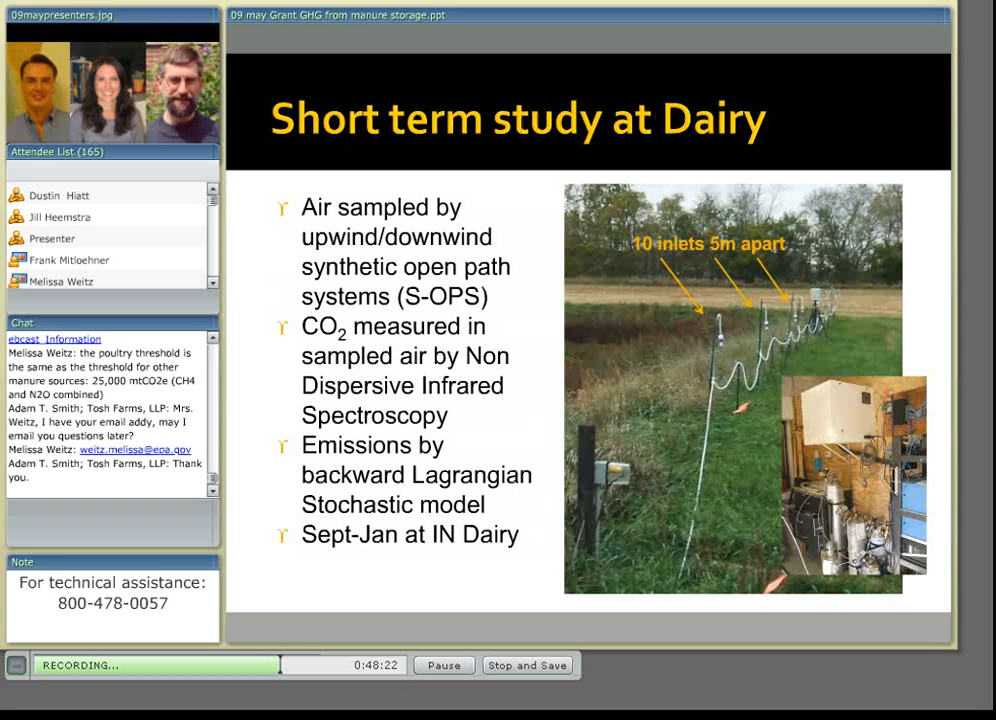 09maypresenters.jpg
09 may Grant GHG from manure storage.ppt
Attendee List (165)
Dustin Hiatt
Jill Heemstra
Presenter
Frank Mitloehner
Melissa Weitz
Chat
ebcast Information
Melissa Weitz: the poultry threshold is
the same as the threshold for other
manure sources: 25,000 mtCO2e (CH4
and N2O combined)
Adam T. Smith; Tosh Farms, LLP: Mrs.
Weitz, I have your email addy, may I
email you questions later?
Melissa Weitz: weitz.melissa@epa.gov
Adam T. Smith; Tosh Farms, LLP: Thank
you.
Note
For technical assistance:
800-478-0057
Short term study at Dairy
Air sampled by
upwind/downwind
synthetic open path
systems (S-OPS)
CO2 measured in
sampled air by Non
Dispersive Infrared
Spectroscopy
Emissions by
backward Lagrangian
Stochastic model
Sept-Jan at IN Dairy
10 inlets 5m apart
RECORDING...
0:48:22
Pause
Stop and Save